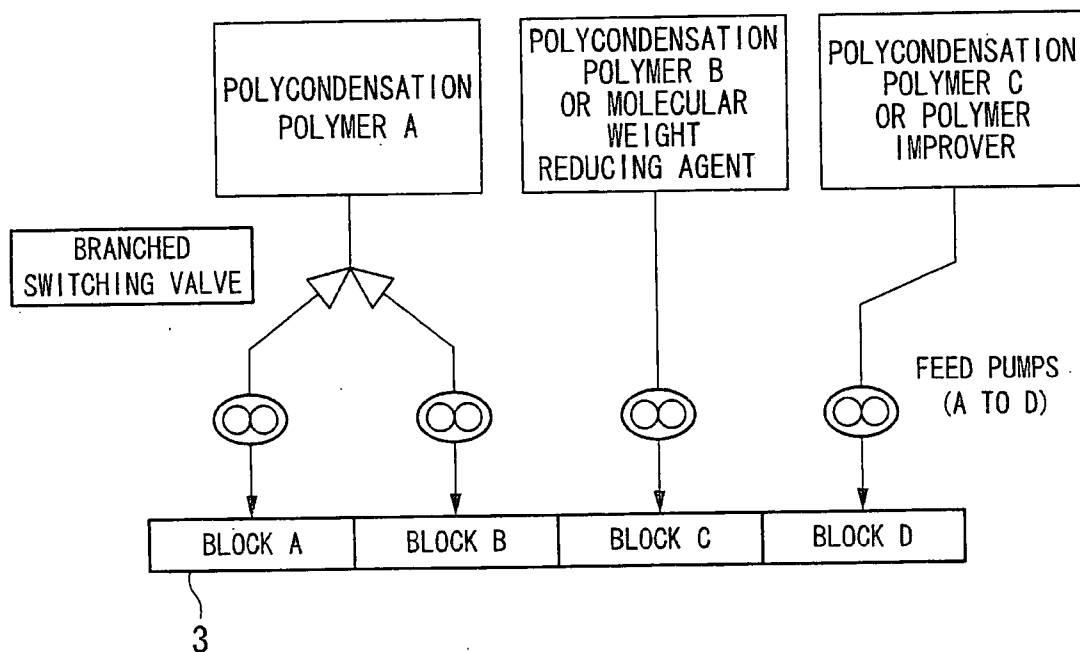 POLYCONDENSATION
POLYMER A
POLYCONDENSATION
POLYMER B
OR MOLECULAR
WEIGHT
REDUCING AGENT
POLYCONDENSATION
POLYMER C
OR POLYMER
IMPROVER
BRANCHED
SWITCHING VALVE
FEED PUMPS
(A TO D)
BLOCK A
BLOCK B
BLOCK C
BLOCK D
3